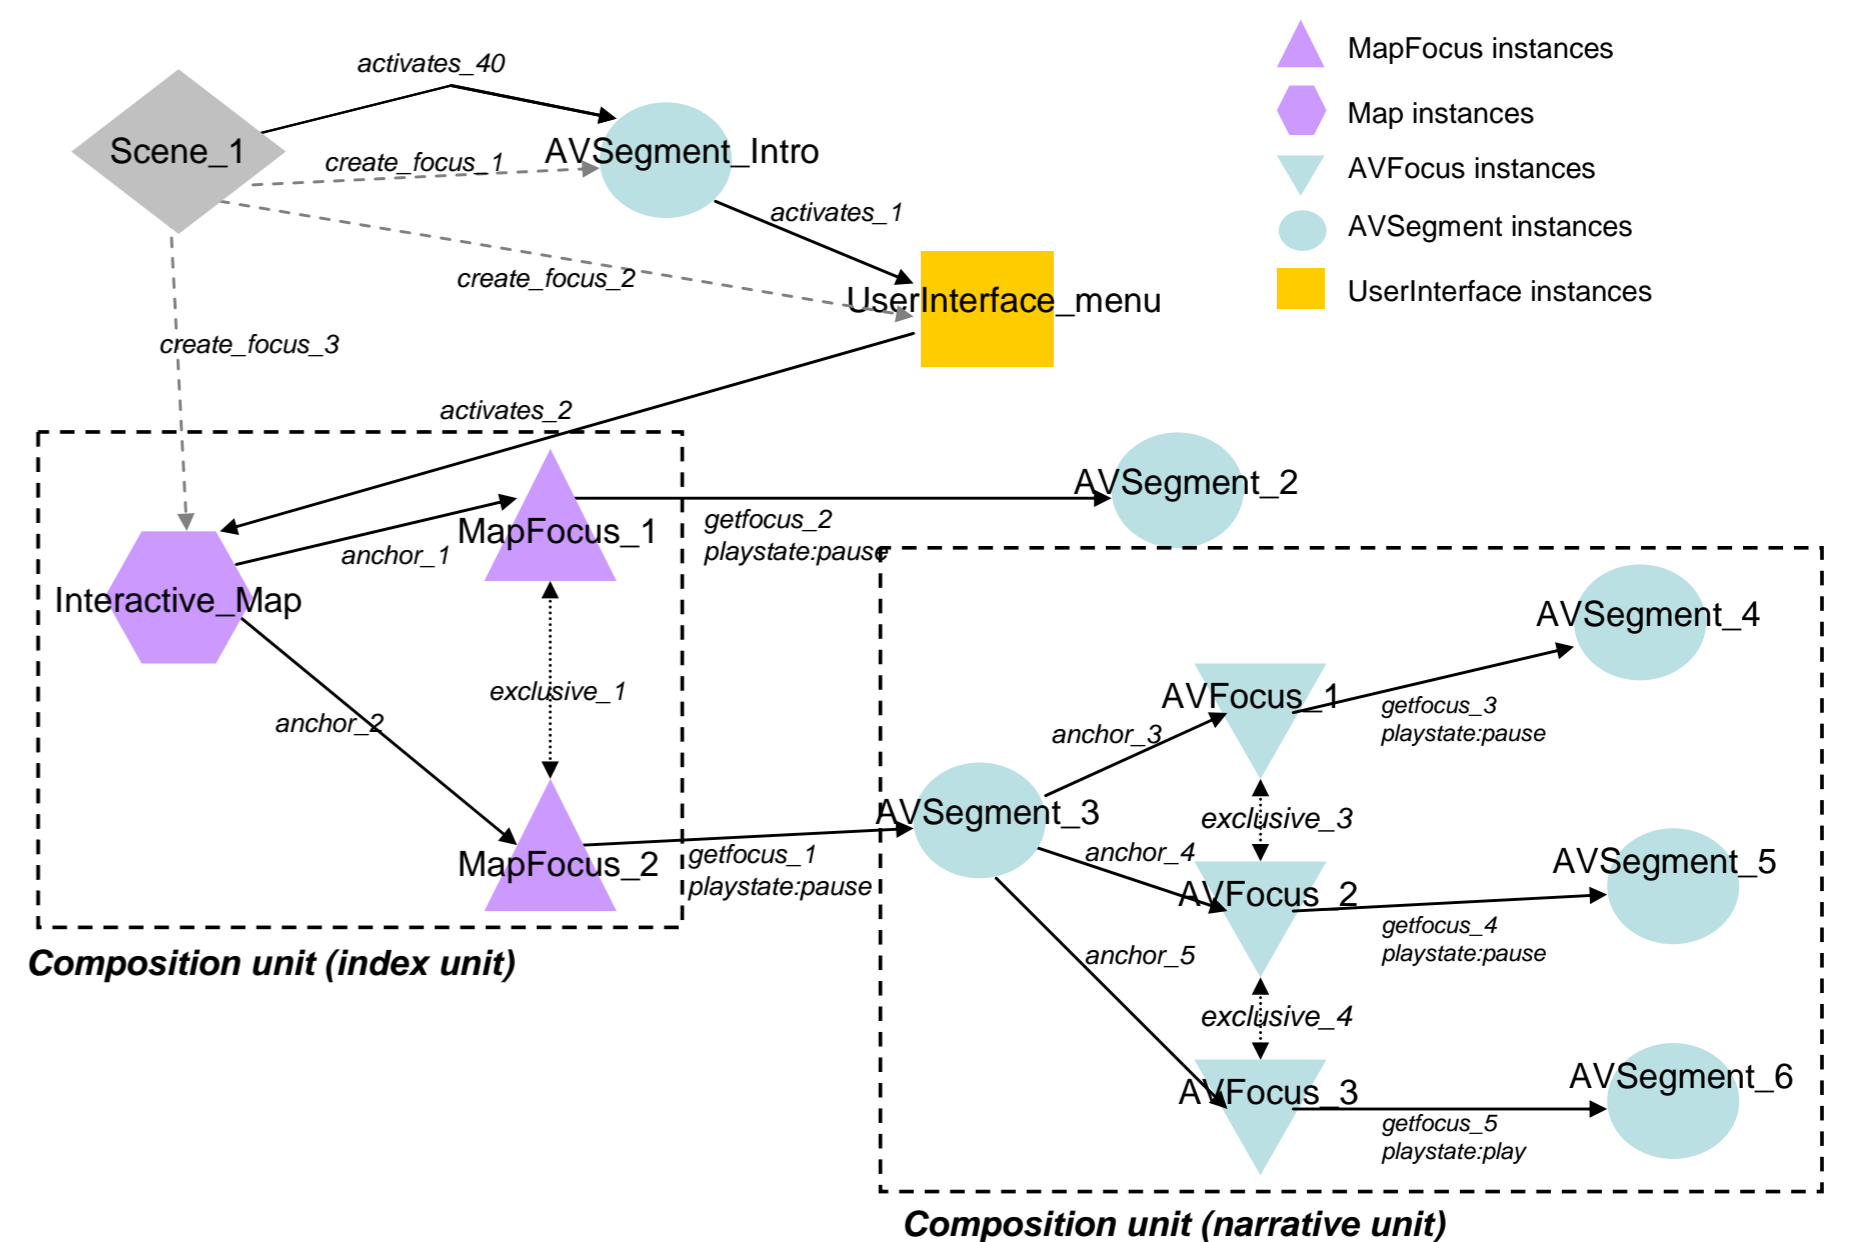 activates_40
MapFocus instances
Map instances
AVFocus instances
AVSegment instances
UserInterface instances
Scene_1
create_focus_1
AVSegment_Intro
activates_1
create_focus_2
UserInterface_menu
create_focus_3
activates_2
MapFocus_1
anchor_1
Interactive_Map
getfocus_2
playstate:pause
AVSegment_2
exclusive_1
anchor_2
MapFocus_2
getfocus_1
playstate:pause
Composition unit (index unit)
AVSegment_3
anchor_3
AVFocus_1
getfocus_3
playstate:pause
AVSegment_4
exclusive_3
anchor_4
AVFocus_2
getfocus_4
playstate:pause
AVSegment_5
anchor_5
exclusive_4
AVFocus_3
getfocus_5
playstate:play
AVSegment_6
Composition unit (narrative unit)